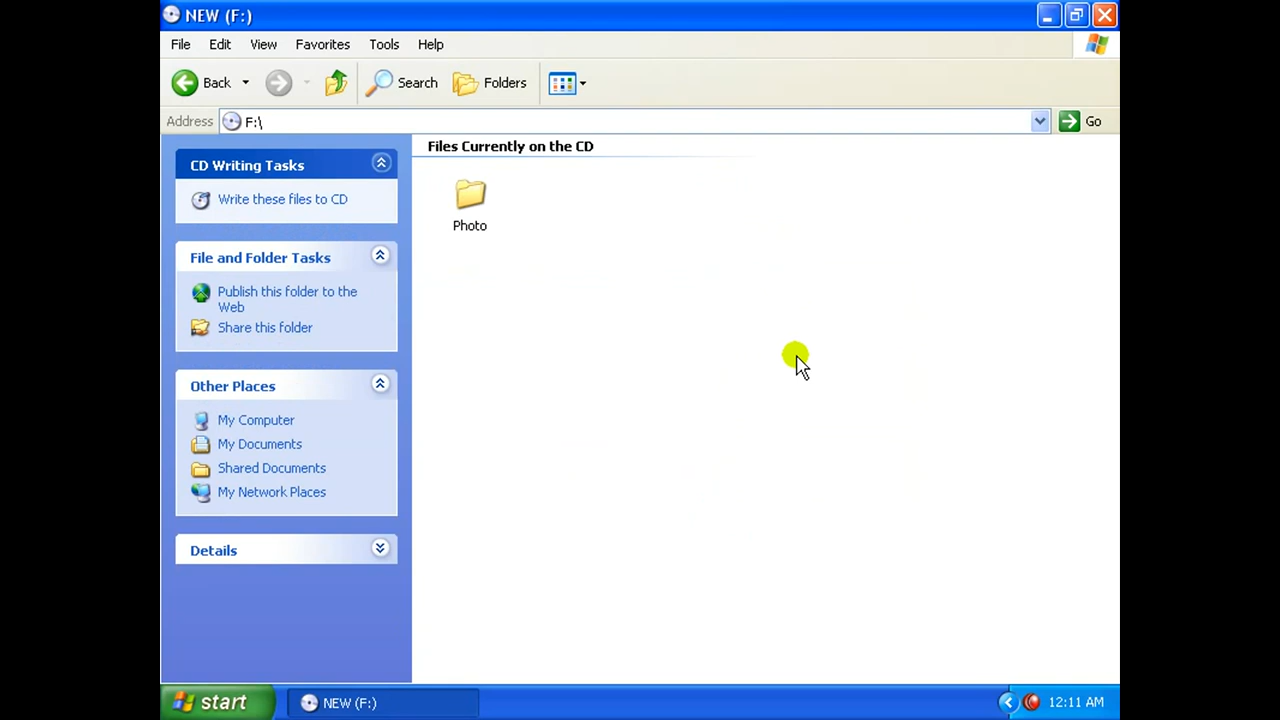 NEW (F:)
File Edit View Favorites Tools Help
Back Search Folders
Address F:\ Go
CD Writing Tasks
Write these files to CD
File and Folder Tasks
Publish this folder to the
Web
Share this folder
Other Places
My Computer
My Documents
Shared Documents
My Network Places
Details
Files Currently on the CD
Photo
start NEW (F:) 12:11 AM